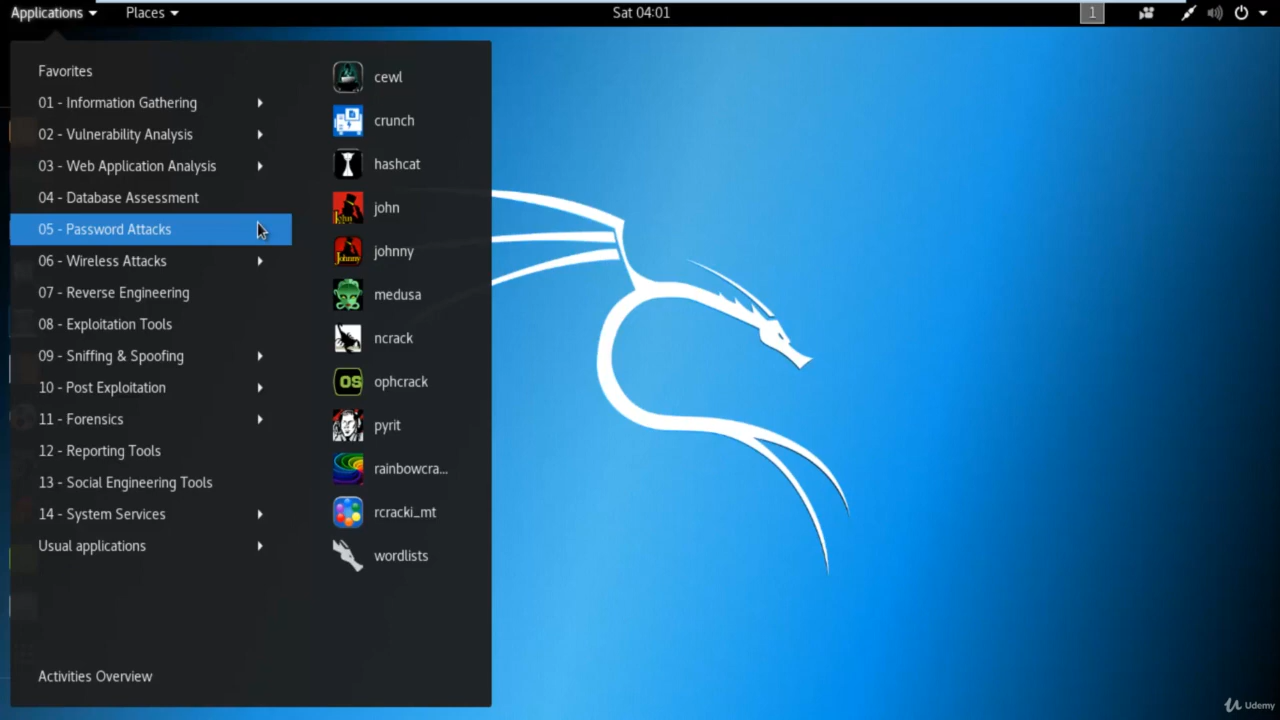 Applications Places Sat 04:01 1
Favorites
01 - Information Gathering
02 - Vulnerability Analysis
03 - Web Application Analysis
04 - Database Assessment
05 - Password Attacks
06 - Wireless Attacks
07 - Reverse Engineering
08 - Exploitation Tools
09 - Sniffing & Spoofing
10 - Post Exploitation
11 - Forensics
12 - Reporting Tools
13 - Social Engineering Tools
14 - System Services
Usual applications
Activities Overview
cewl
crunch
hashcat
john
johnny
medusa
ncrack
OS
ophcrack
pyrit
rainbowcra...
rcracki_mt
wordlists
Udemy